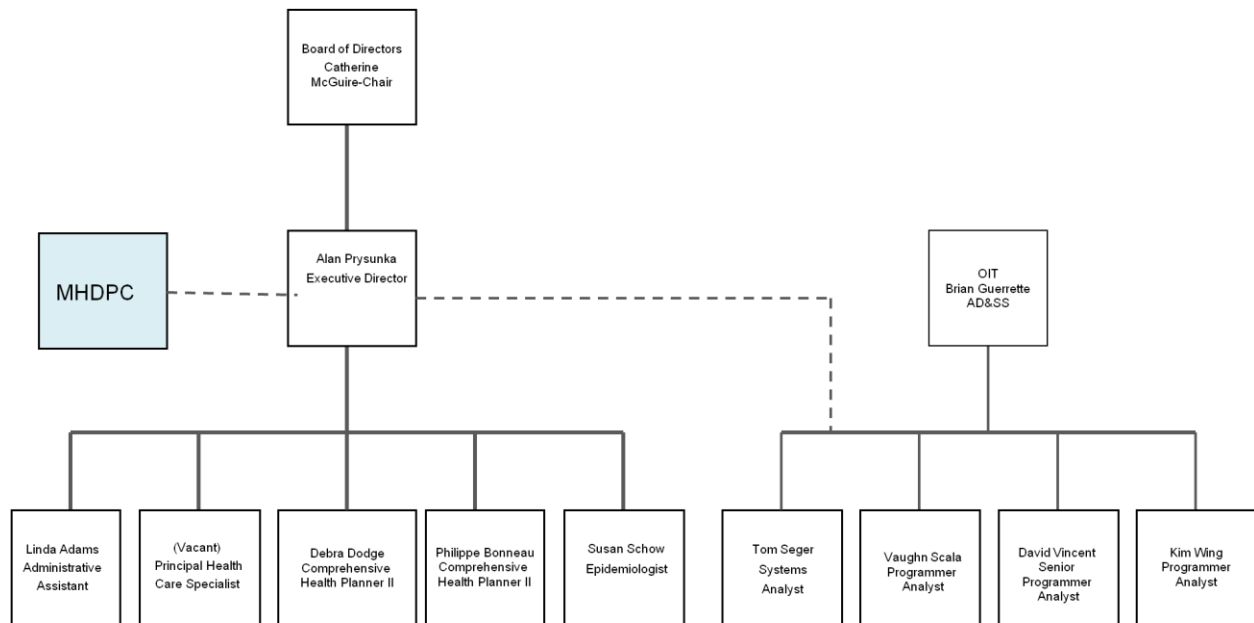 Board of Directors
Catherine
McGuire-Chair
MHDPC
Alan Prysunka
Executive Director
OIT
Brian Guerrette
AD&SS
Linda Adams
Administrative
Assistant
(Vacant)
Principal Health
Care Specialist
Debra Dodge
Comprehensive
Health Planner II
Philippe Bonneau
Comprehensive
Health Planner II
Susan Schow
Epidemiologist
Tom Seger
Systems
Analyst
Vaughn Scala
Programmer
Analyst
David Vincent
Senior
Programmer
Analyst
Kim Wing
Programmer
Analyst